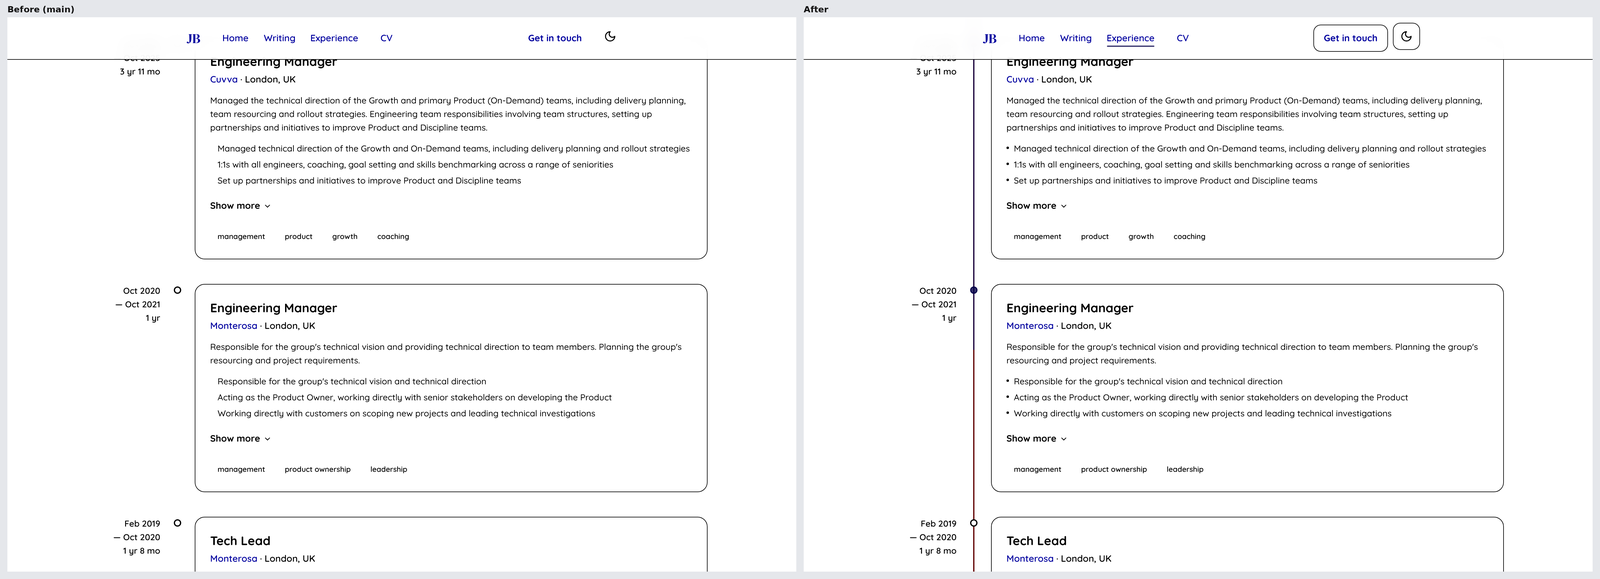 Before (main)
JB Home Writing Experience CV Get in touch
3 yr 11 mo
Engineering Manager
Cuvva · London, UK
Managed the technical direction of the Growth and primary Product (On-Demand) teams, including delivery planning,
team resourcing and rollout strategies. Engineering team responsibilities involving team structures, setting up
partnerships and initiatives to improve Product and Discipline teams.
Managed technical direction of the Growth and On-Demand teams, including delivery planning and rollout strategies
1:1s with all engineers, coaching, goal setting and skills benchmarking across a range of seniorities
Set up partnerships and initiatives to improve Product and Discipline teams
Show more
management product growth coaching
Oct 2020
— Oct 2021
1 yr
Engineering Manager
Monterosa · London, UK
Responsible for the group's technical vision and providing technical direction to team members. Planning the group's
resourcing and project requirements.
Responsible for the group's technical vision and technical direction
Acting as the Product Owner, working directly with senior stakeholders on developing the Product
Working directly with customers on scoping new projects and leading technical investigations
Show more
management product ownership leadership
Feb 2019
— Oct 2020
1 yr 8 mo
Tech Lead
Monterosa · London, UK
After
JB Home Writing Experience CV Get in touch
3 yr 11 mo
Engineering Manager
Cuvva · London, UK
Managed the technical direction of the Growth and primary Product (On-Demand) teams, including delivery planning,
team resourcing and rollout strategies. Engineering team responsibilities involving team structures, setting up
partnerships and initiatives to improve Product and Discipline teams.
• Managed technical direction of the Growth and On-Demand teams, including delivery planning and rollout strategies
• 1:1s with all engineers, coaching, goal setting and skills benchmarking across a range of seniorities
• Set up partnerships and initiatives to improve Product and Discipline teams
Show more
management product growth coaching
Oct 2020
— Oct 2021
1 yr
Engineering Manager
Monterosa · London, UK
Responsible for the group's technical vision and providing technical direction to team members. Planning the group's
resourcing and project requirements.
• Responsible for the group's technical vision and technical direction
• Acting as the Product Owner, working directly with senior stakeholders on developing the Product
• Working directly with customers on scoping new projects and leading technical investigations
Show more
management product ownership leadership
Feb 2019
— Oct 2020
1 yr 8 mo
Tech Lead
Monterosa · London, UK